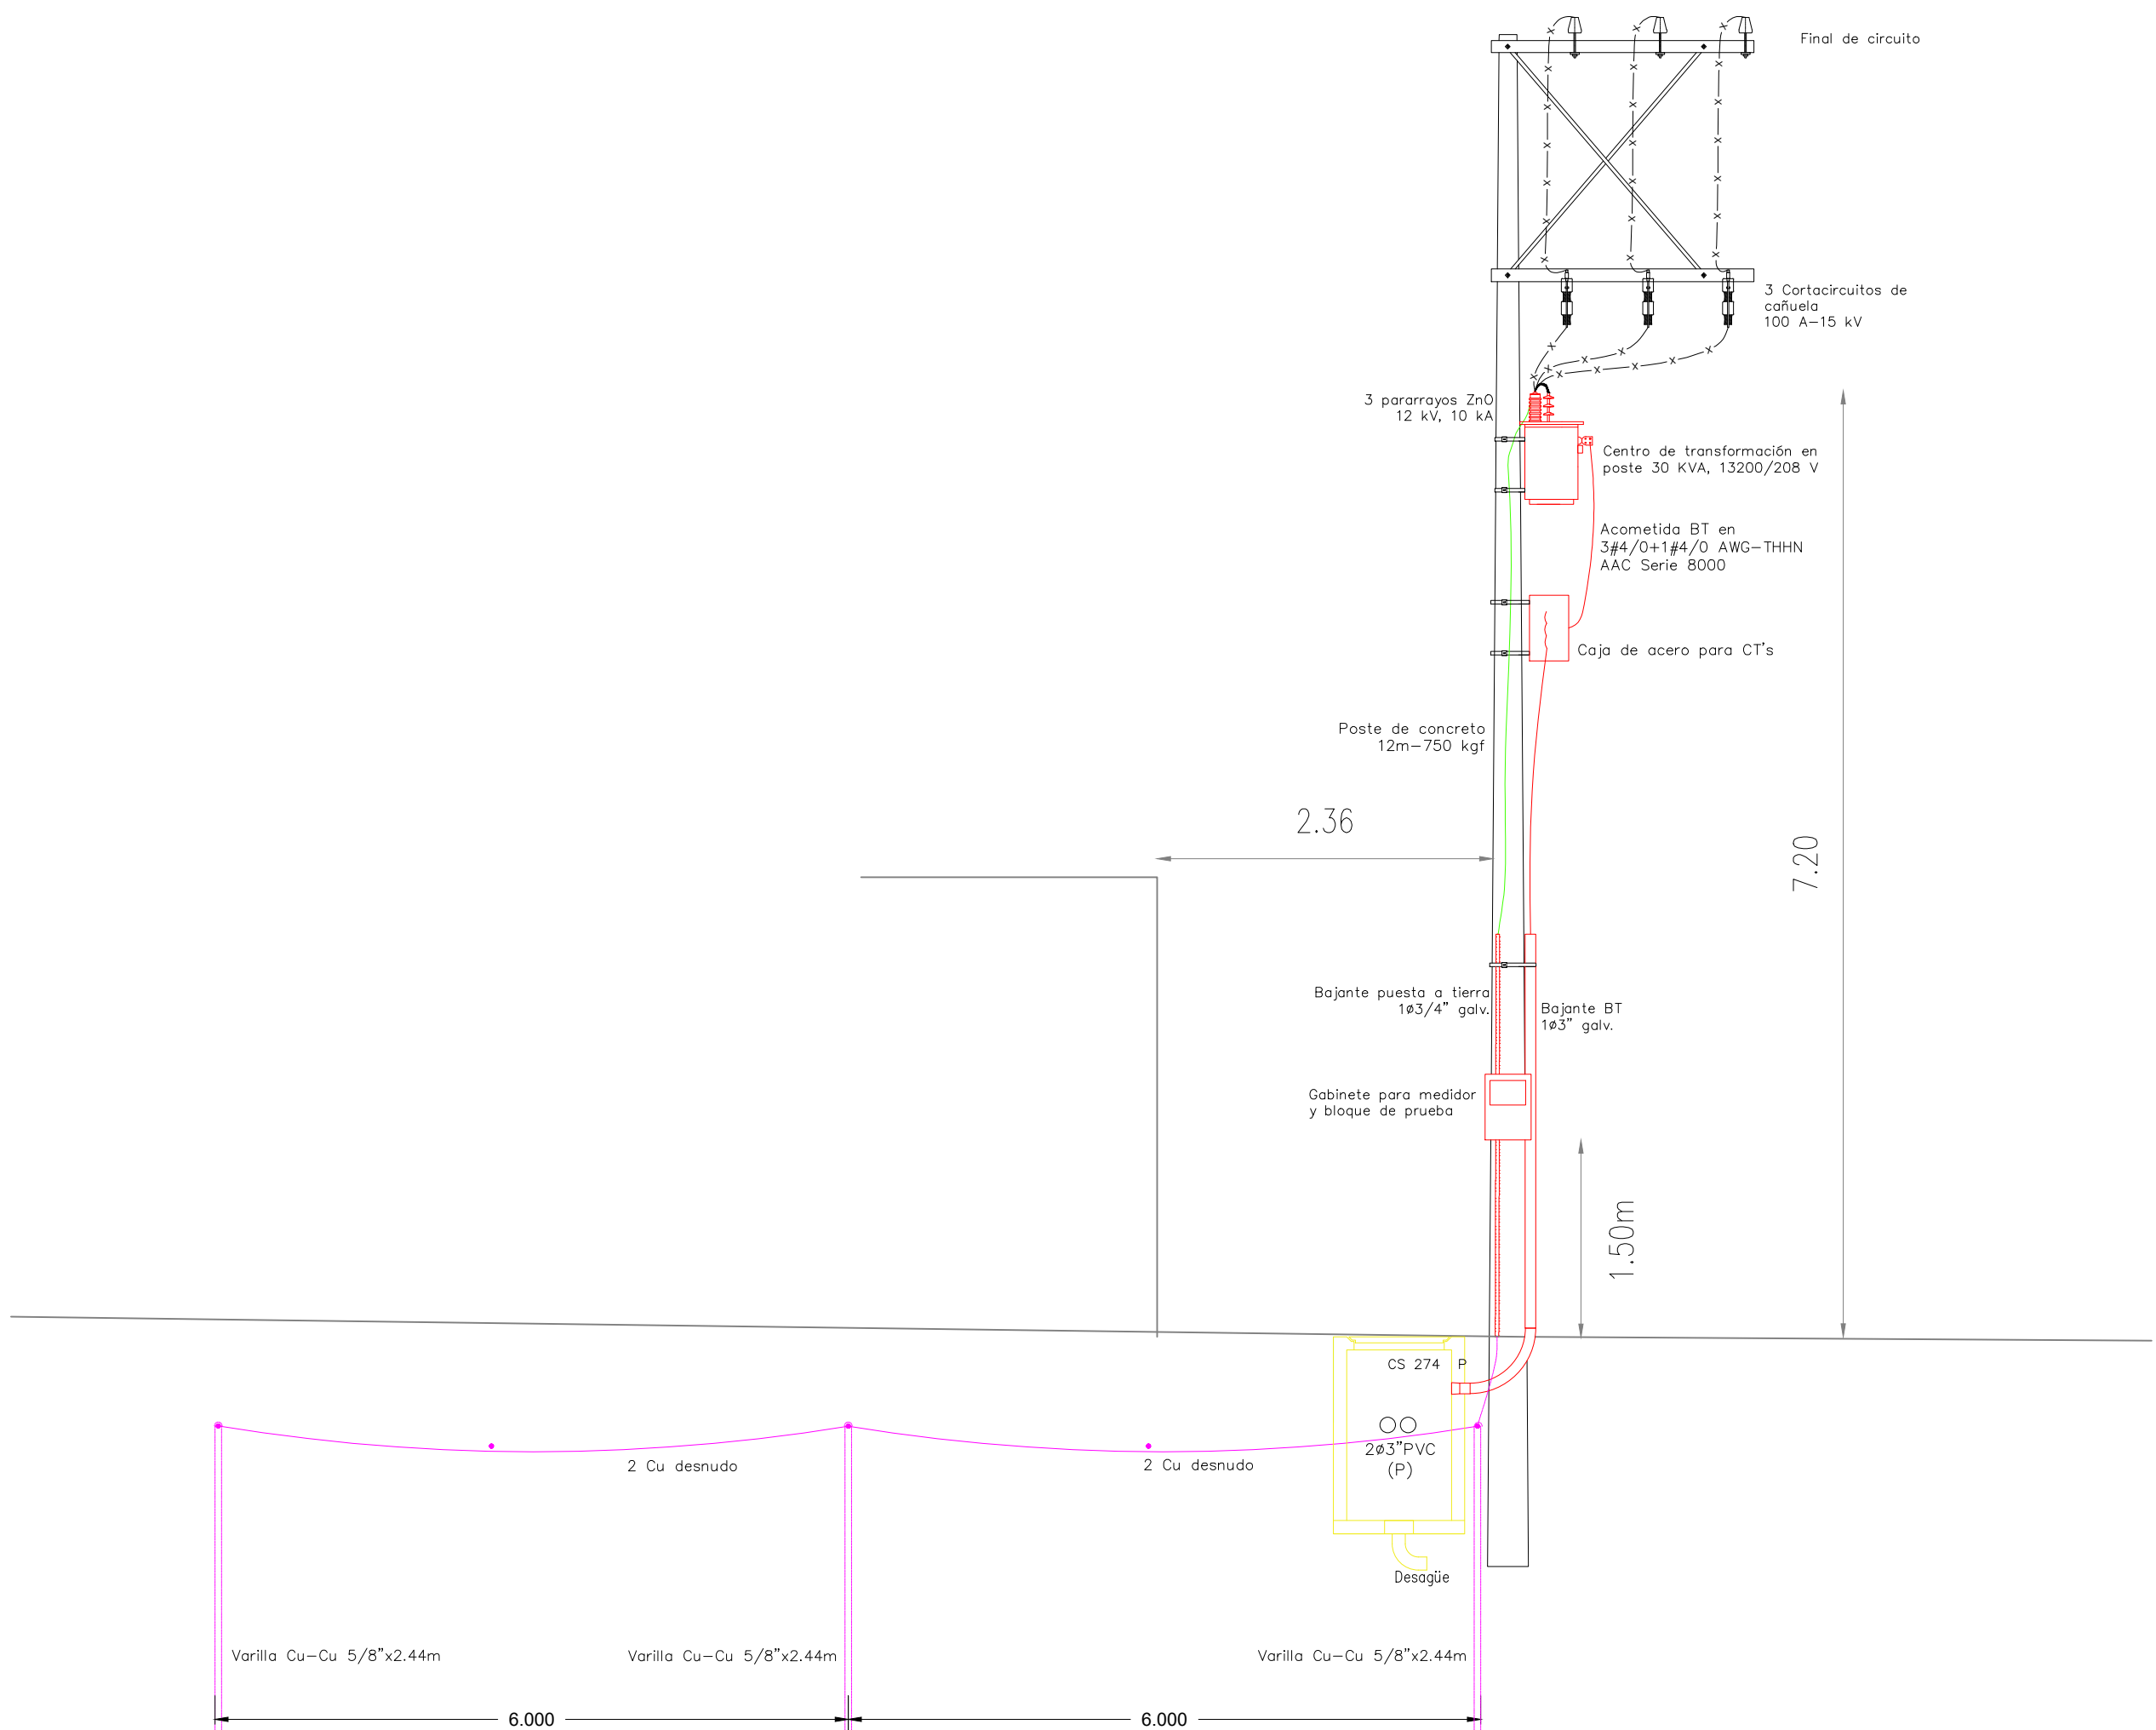 Final de circuito
3 Cortacircuitos de
cañuela
100 A-15 kV
3 pararrayos ZnO
12 kV, 10 kA
Centro de transformación en
poste 30 KVA, 13200/208 V
Acometida BT en
3#4/0+1#4/0 AWG-THHN
AAC Serie 8000
Caja de acero para CT's
Poste de concreto
12m-750 kgf
2.36
7.20
Bajante puesta a tierra
1ø3/4" galv.
Bajante BT
1ø3" galv.
Gabinete para medidor
y bloque de prueba
1.50m
CS 274 P
2ø3"PVC
(P)
2 Cu desnudo
2 Cu desnudo
Desagüe
Varilla Cu-Cu 5/8"x2.44m
Varilla Cu-Cu 5/8"x2.44m
Varilla Cu-Cu 5/8"x2.44m
6.000
6.000